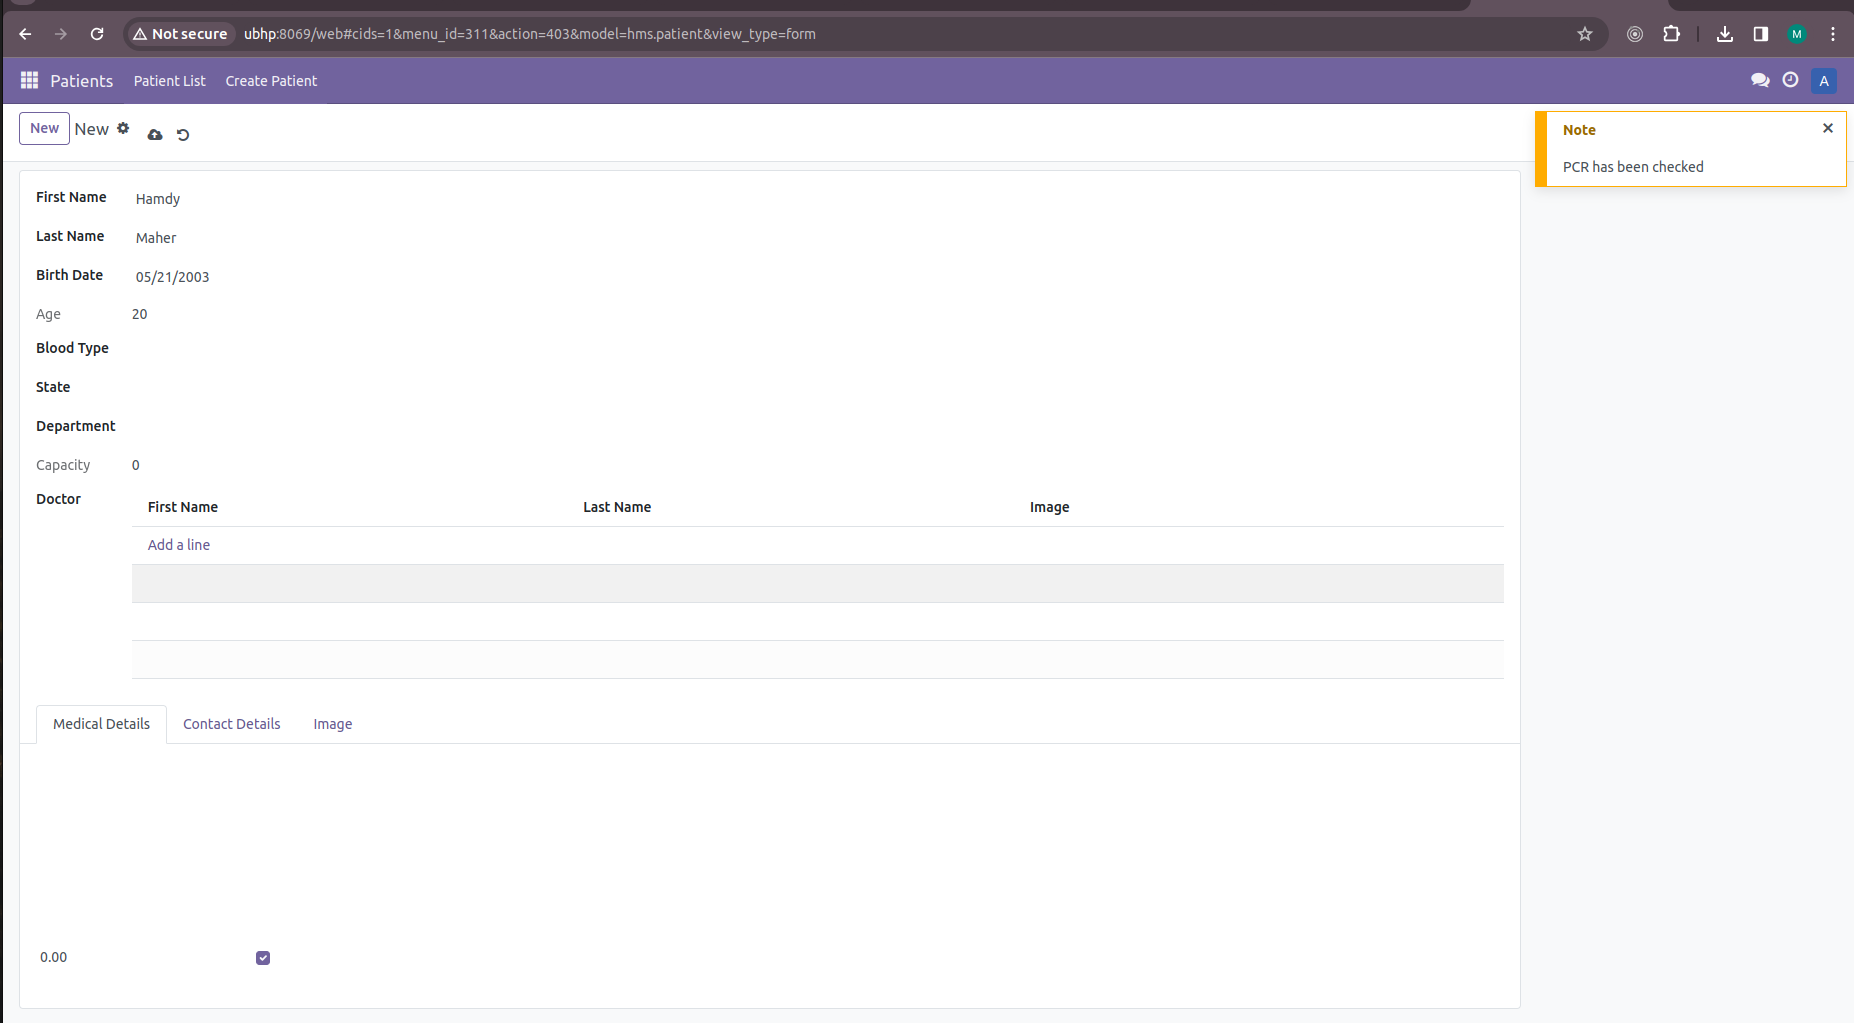 Not secure ubhp:8069/web#cids=1&menu_id=311&action=403&model=hms.patient&view_type=form M
Patients Patient List Create Patient A
New New
Note
PCR has been checked
First Name Hamdy
Last Name Maher
Birth Date 05/21/2003
Age 20
Blood Type
State
Department
Capacity 0
Doctor First Name Last Name Image
Add a line
Medical Details Contact Details Image
0.00